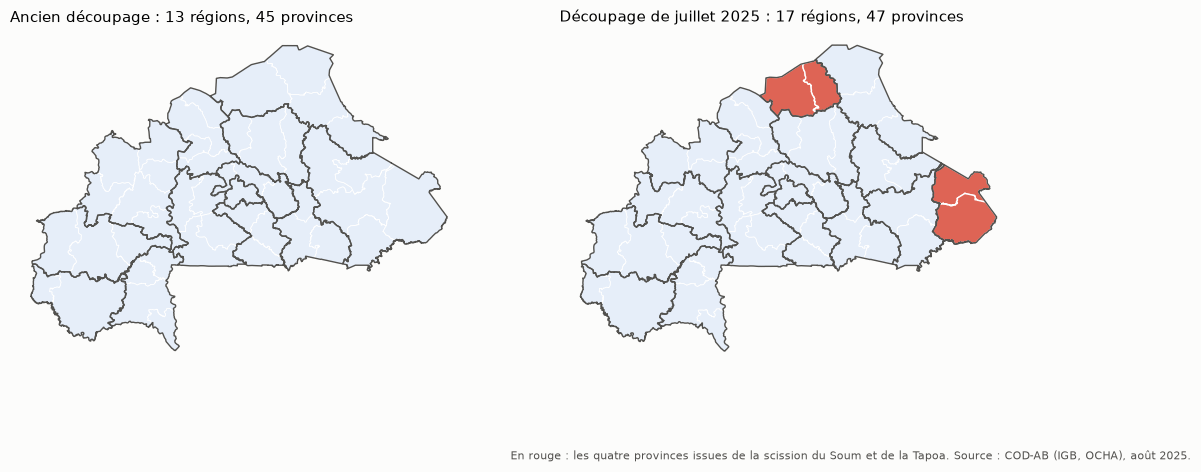 Ancien découpage : 13 régions, 45 provinces
Découpage de juillet 2025 : 17 régions, 47 provinces
En rouge : les quatre provinces issues de la scission du Soum et de la Tapoa. Source : COD-AB (IGB, OCHA), août 2025.